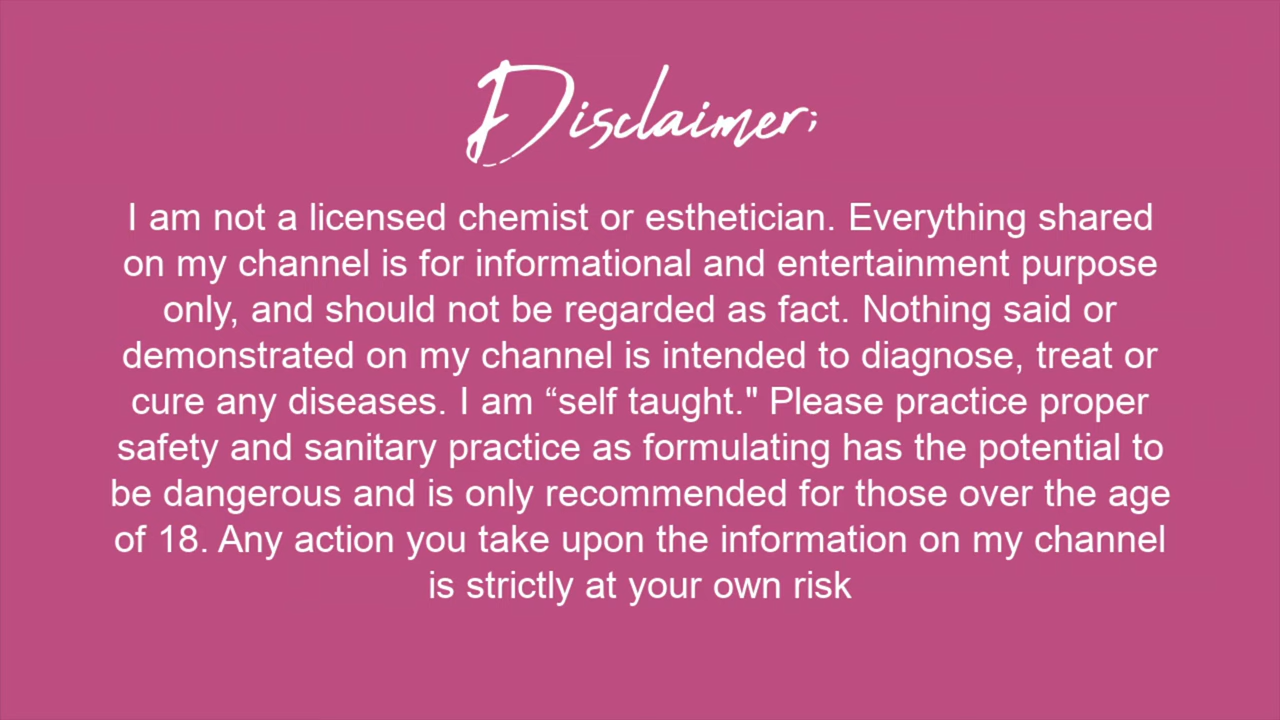 Disclaimer;
I am not a licensed chemist or esthetician. Everything shared
on my channel is for informational and entertainment purpose
only, and should not be regarded as fact. Nothing said or
demonstrated on my channel is intended to diagnose, treat or
cure any diseases. I am “self taught." Please practice proper
safety and sanitary practice as formulating has the potential to
be dangerous and is only recommended for those over the age
of 18. Any action you take upon the information on my channel
is strictly at your own risk